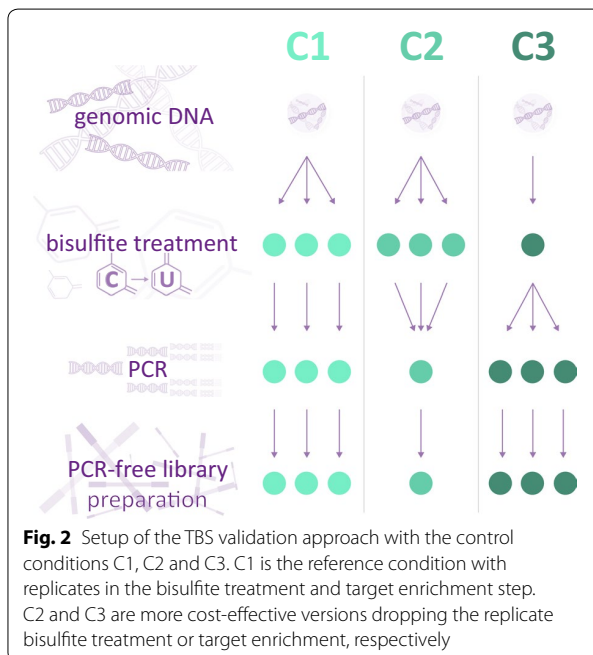 C1 C2 C3
genomic DNA
bisulfite treatment
C → U
PCR
PCR-free library
preparation
Fig. 2 Setup of the TBS validation approach with the control
conditions C1, C2 and C3. C1 is the reference condition with
replicates in the bisulfite treatment and target enrichment step.
C2 and C3 are more cost-effective versions dropping the replicate
bisulfite treatment or target enrichment, respectively